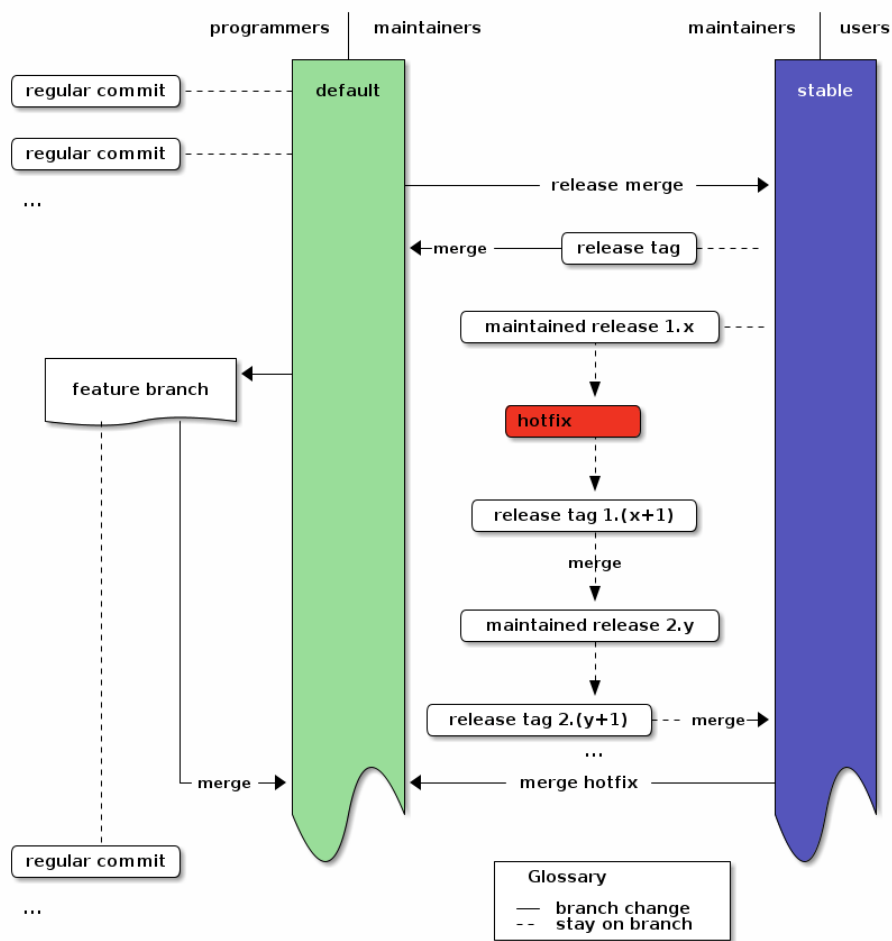 programmers
maintainers
maintainers
users
default
stable
regular commit
regular commit
...
release merge
merge
release tag
maintained release 1.x
feature branch
hotfix
release tag 1.(x+1)
merge
maintained release 2.y
release tag 2.(y+1)
merge
...
merge
merge hotfix
regular commit
...
Glossary
branch change
stay on branch